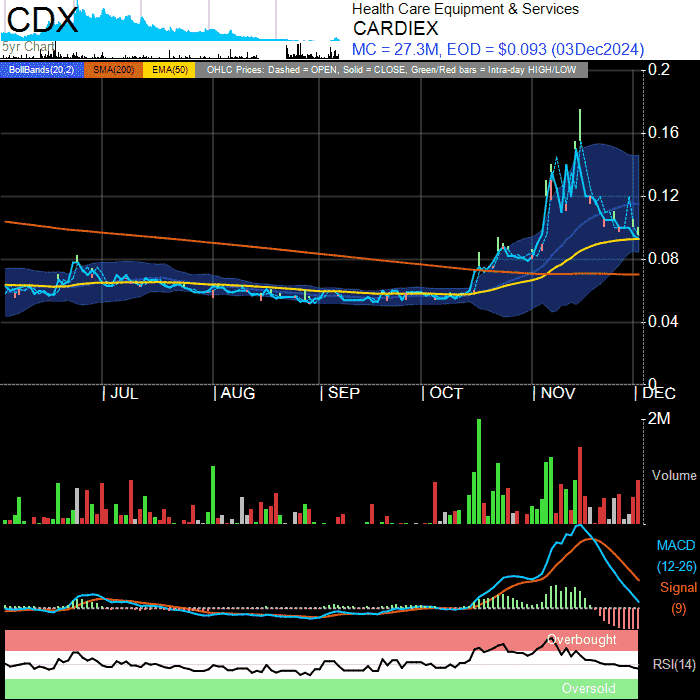 CDX
5yr Chart
Health Care Equipment & Services
CARDIEX
MC = 27.3M, EOD = $0.093 (03Dec2024)
BollBands(20,2) SMA(200) EMA(50) OHLC Prices: Dashed = OPEN, Solid = CLOSE, Green/Red bars = Intra-day HIGH/LOW
0.2
0.16
0.12
0.08
0.04
0
JUL AUG SEP OCT NOV DEC
2M
Volume
MACD
(12-26)
Signal
(9)
Overbought
RSI(14)
Oversold